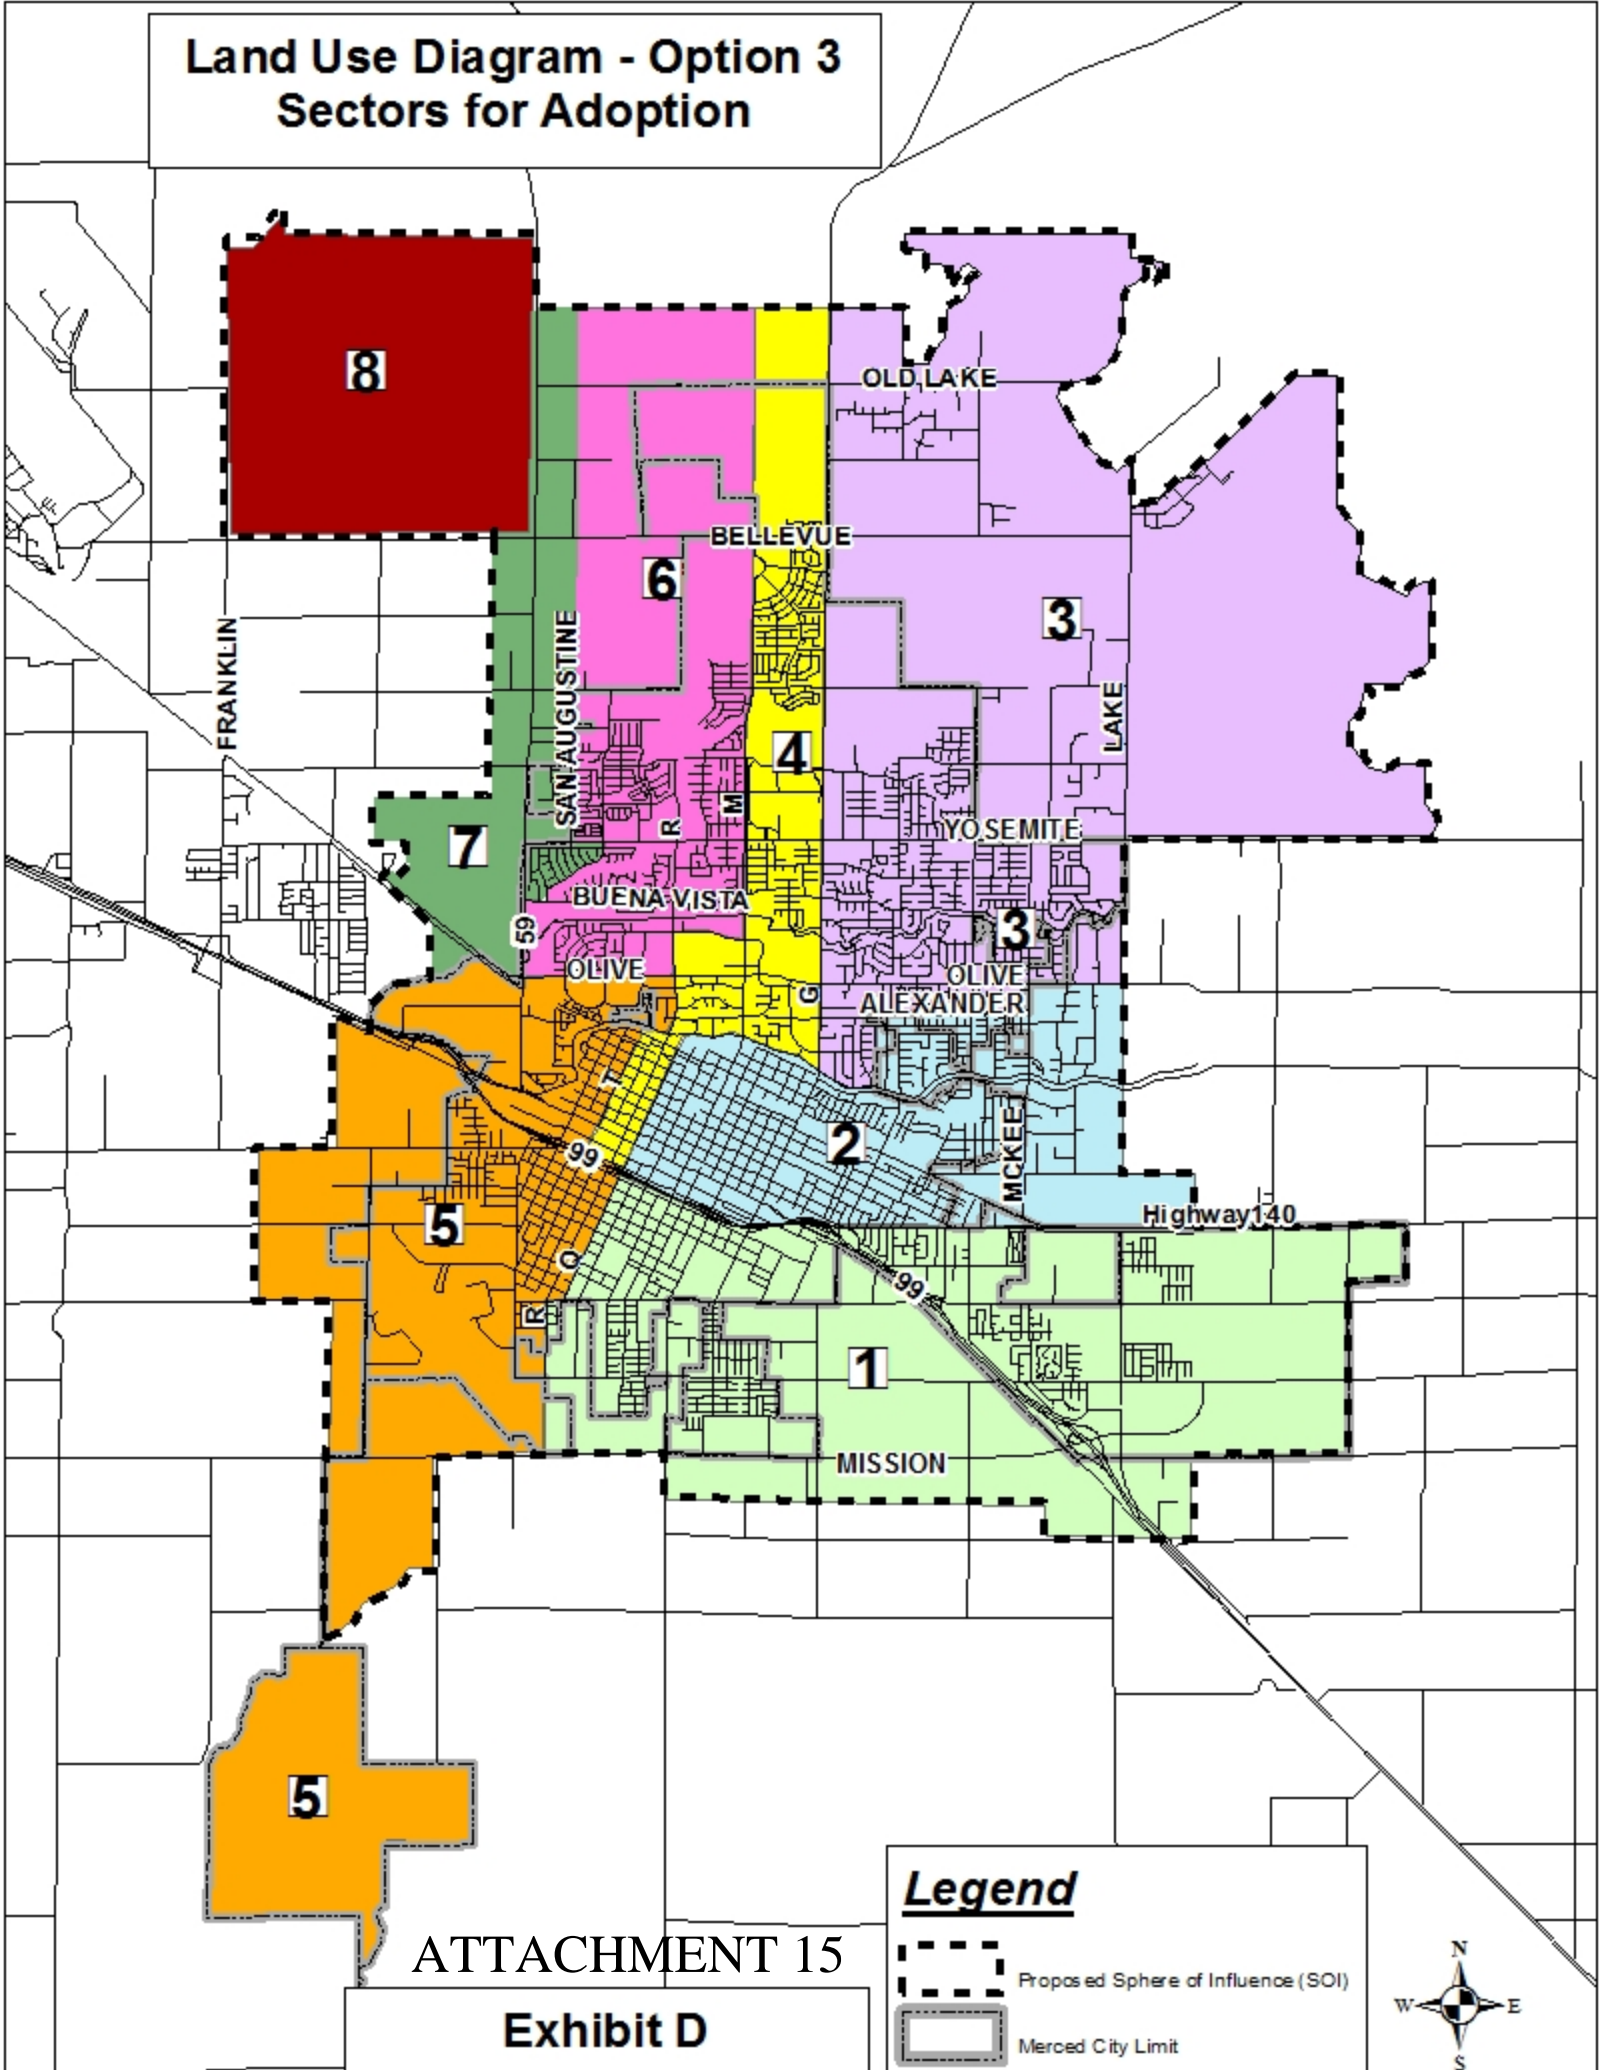 Land Use Diagram - Option 3
Sectors for Adoption
8
OLD LAKE
BELLEVUE
6
3
SAN AUGUSTINE
FRANKLIN
LAKE
4
M
R
YOSEMITE
7
BUENA VISTA
59
3
OLIVE
OLIVE
G
ALEXANDER
T
2
MCKEE
99
5
Highway140
Q
99
R
1
MISSION
5
ATTACHMENT 15
Exhibit D
Legend
Proposed Sphere of Influence (SOI)
Merced City Limit
N
W E
S